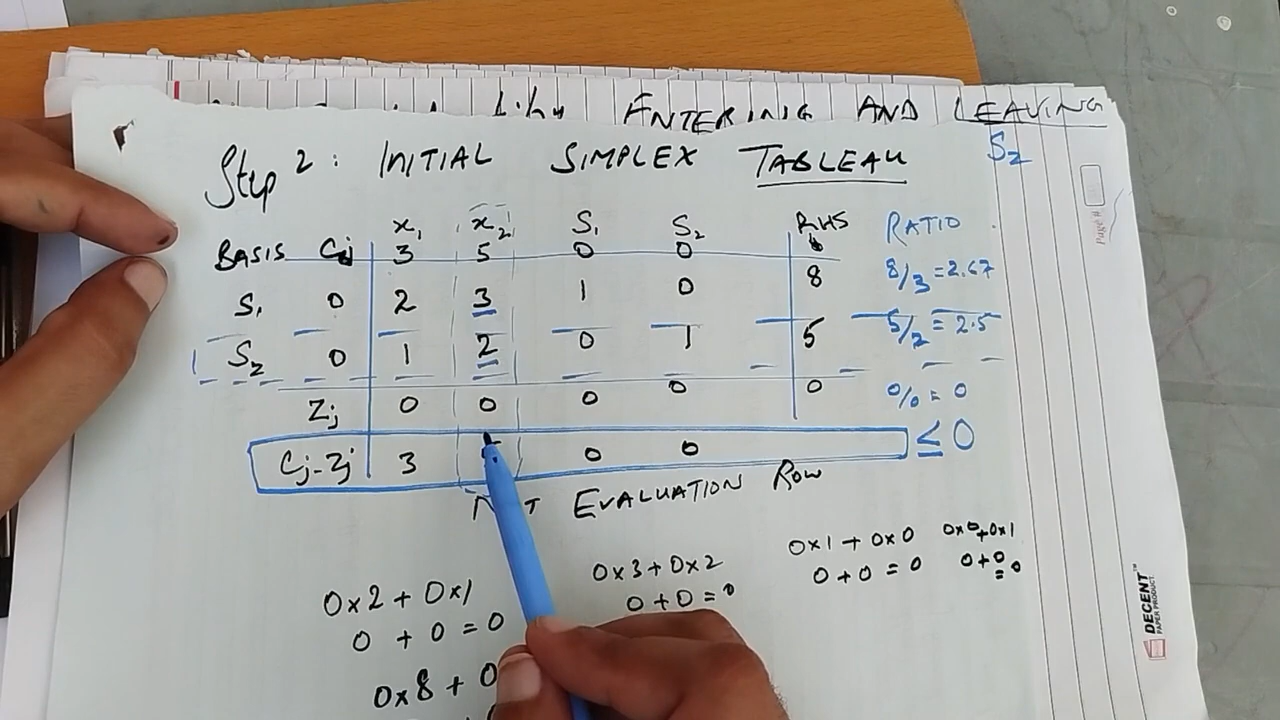 ENTERING AND LEAVING
Step 2: INITIAL SIMPLEX TABLEAU S2
x1 x2 S1 S2 RHS RATIO
BASIS Cj 3 5 0 0
S1 0 2 3 1 0 8 8/3 = 2.67
S2 0 1 2 0 1 5 5/2 = 2.5
Zj 0 0 0 0 0 0/0 = 0
Cj-Zj 3 0 0 ≤ 0
EVALUATION ROW
0x2 + 0x1 0x3 + 0x2 0x1 + 0x0 0x0+0x1
0 + 0 = 0 0 + 0 = 0 0 + 0 = 0 0+0 = 0
0x8 + 0
Page #
DECENT™
PAPER PRODUCT